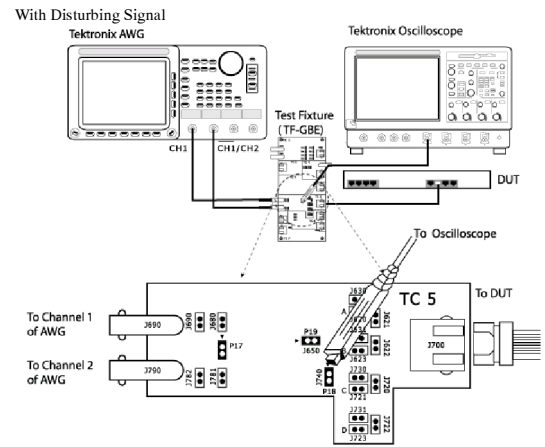 With Disturbing Signal
Tektronix AWG
Tektronix Oscilloscope
Test Fixture
(TF-GBE)
CH1
CH1/CH2
DUT
To Oscilloscope
TC 5
To DUT
To Channel 1
of AWG
J690
J690
J680
P17
P19
J650
J630
A
J620
J621
J634
B
J623
J622
J700
To Channel 2
of AWG
J790
J782
J781
J740
P18
J730
C
J721
J720
J731
D
J723
J722